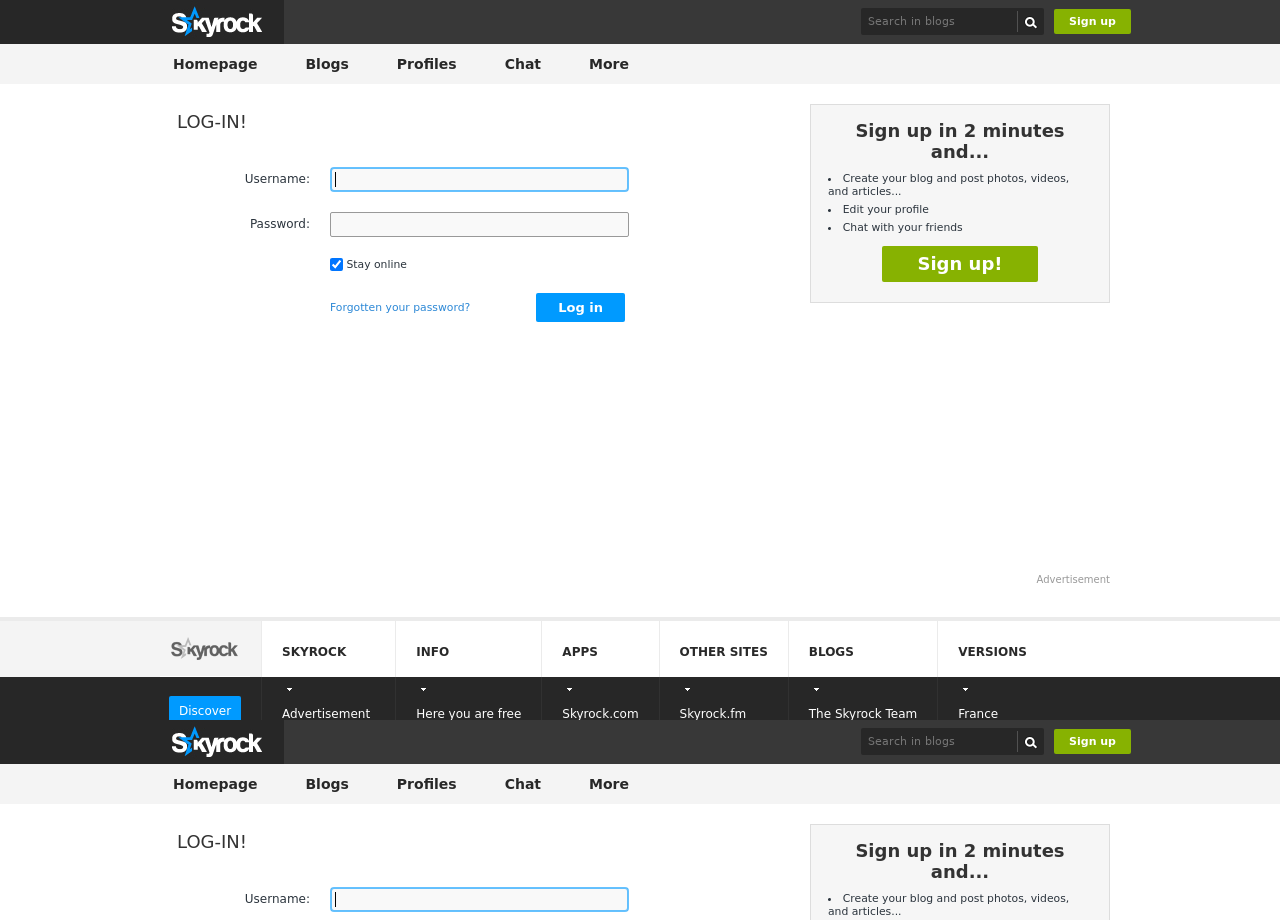 Skyrock
Search in blogs
Sign up
Homepage Blogs Profiles Chat More
LOG-IN!
Username:
Password:
Stay online
Forgotten your password?
Log in
Sign up in 2 minutes
and...
• Create your blog and post photos, videos,
and articles...
• Edit your profile
• Chat with your friends
Sign up!
Advertisement
Skyrock
SKYROCK INFO APPS OTHER SITES BLOGS VERSIONS
Discover
Advertisement Here you are free Skyrock.com Skyrock.fm The Skyrock Team France
Skyrock
Search in blogs
Sign up
Homepage Blogs Profiles Chat More
LOG-IN!
Username:
Sign up in 2 minutes
and...
• Create your blog and post photos, videos,
and articles...